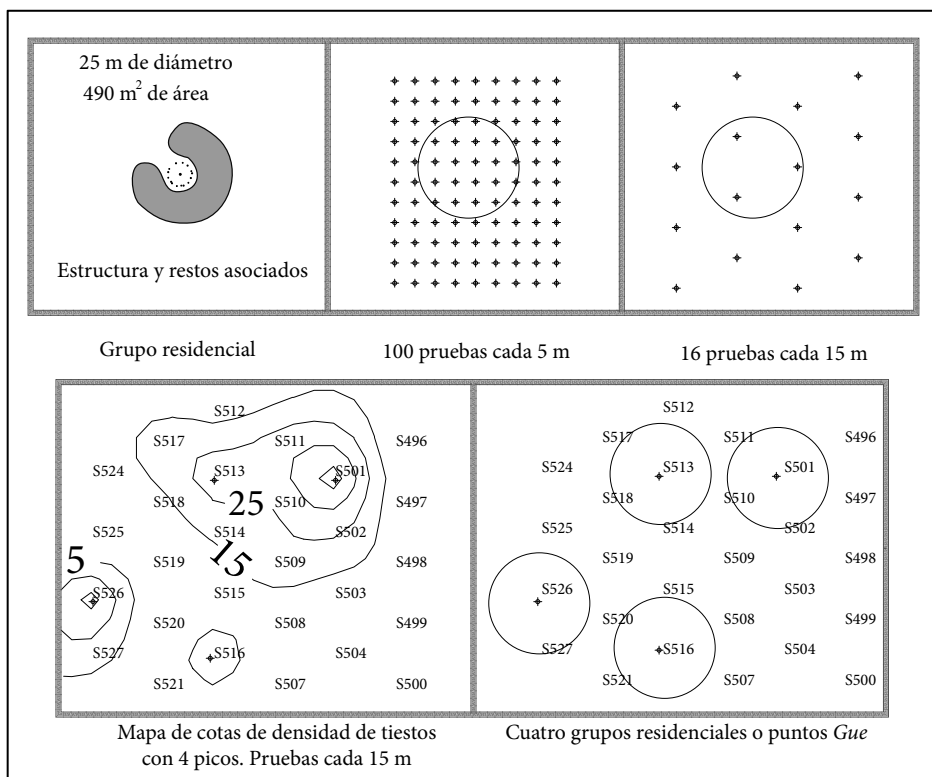 25 m de diámetro
490 m² de área
Estructura y restos asociados
Grupo residencial
100 pruebas cada 5 m
16 pruebas cada 15 m
S512
S517
S511
S496
S524
S513
S501
S518
25
S510
S497
S525
S514
S502
5
15
S519
S509
S498
S526
S515
S503
S520
S508
S499
S527
S516
S504
S521
S507
S500
S512
S517
S511
S496
S524
S513
S501
S518
S510
S497
S525
S514
S502
S519
S509
S498
S526
S515
S503
S520
S508
S499
S527
S516
S504
S521
S507
S500
Mapa de cotas de densidad de tiestos
con 4 picos. Pruebas cada 15 m
Cuatro grupos residenciales o puntos Gue